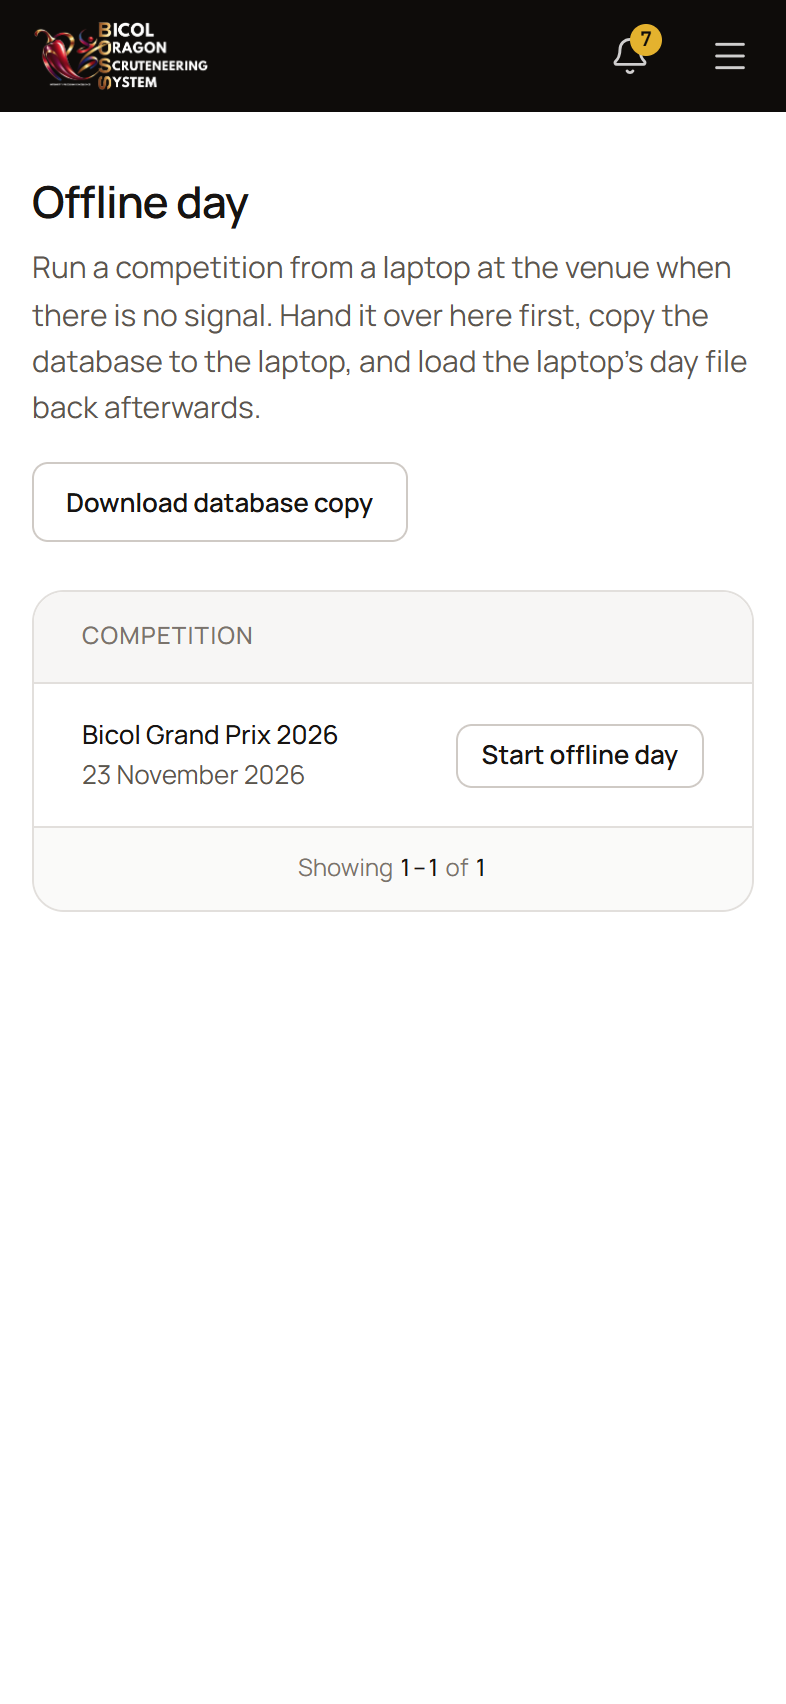 BICOL
DRAGON
SCRUTENEERING
SYSTEM
7
Offline day
Run a competition from a laptop at the venue when
there is no signal. Hand it over here first, copy the
database to the laptop, and load the laptop’s day file
back afterwards.
Download database copy
COMPETITION
Bicol Grand Prix 2026
23 November 2026
Start offline day
Showing 1–1 of 1